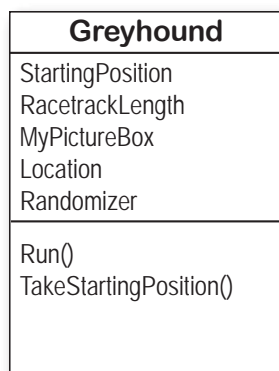 Greyhound
StartingPosition
RacetrackLength
MyPictureBox
Location
Randomizer
Run()
TakeStartingPosition()